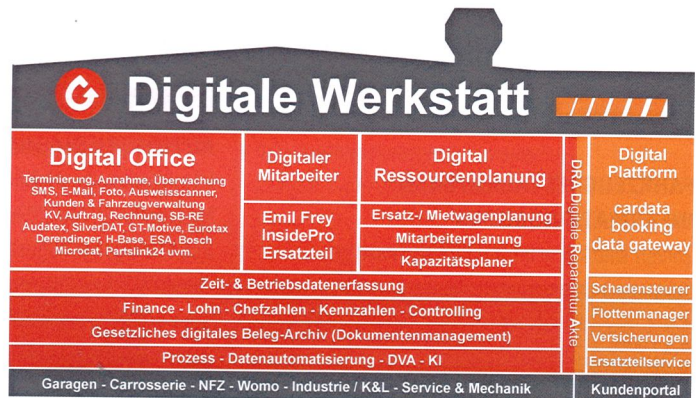 Digitale Werkstatt
Digital Office
Terminierung, Annahme, Überwachung
SMS, E-Mail, Foto, Ausweisscanner,
Kunden & Fahrzeugverwaltung
KV, Auftrag, Rechnung, SB-RE
Audatex, SilverDAT, GT-Motive, Eurotax
Derendinger, H-Base, ESA, Bosch
Microcat, Partslink24 uvm.
Digitaler
Mitarbeiter
Emil Frey
InsidePro
Ersatzteil
Digital
Ressourcenplanung
Ersatz-/ Mietwagenplanung
Mitarbeiterplanung
Kapazitätsplaner
Zeit- & Betriebsdatenerfassung
Finance - Lohn - Chefzahlen - Kennzahlen - Controlling
Gesetzliches digitales Beleg-Archiv (Dokumentenmanagement)
Prozess - Datenautomatisierung - DVA - KI
DRA Digitale Reparantur Akte
Digital
Plattform
cardata
booking
data gateway
Schadensteurer
Flottenmanager
Versicherungen
Ersatzteilservice
Garagen - Carrosserie - NFZ - Womo - Industrie / K&L - Service & Mechanik
Kundenportal